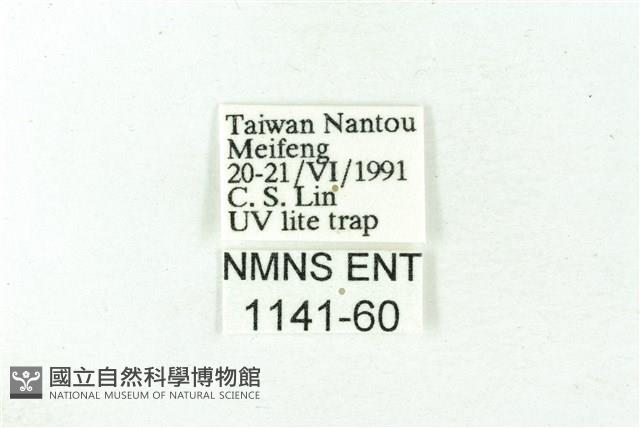 Taiwan Nantou
Meifeng
20-21/VI/1991
C. S. Lin
UV lite trap
NMNS ENT
1141-60
國立自然科學博物館
NATIONAL MUSEUM OF NATURAL SCIENCE